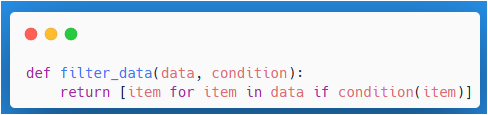 def filter_data(data, condition):
    return [item for item in data if condition(item)]